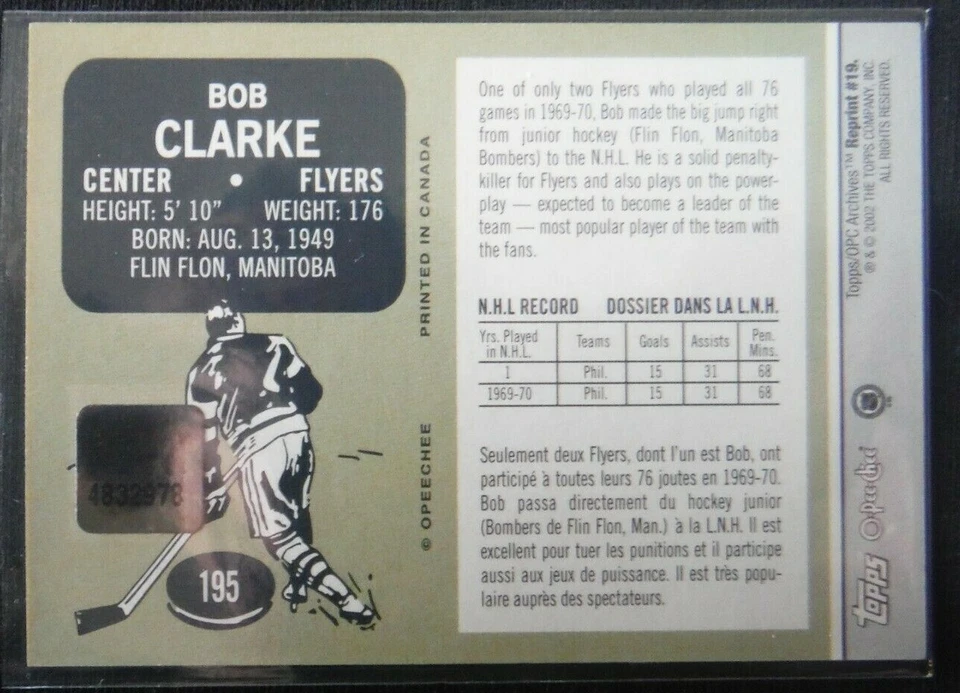 BOB
CLARKE
CENTER • FLYERS
HEIGHT: 5' 10" WEIGHT: 176
BORN: AUG. 13, 1949
FLIN FLON, MANITOBA
4832978
195
© OPEECHEE PRINTED IN CANADA
One of only two Flyers who played all 76
games in 1969-70, Bob made the big jump right
from junior hockey (Flin Flon, Manitoba
Bombers) to the N.H.L. He is a solid penalty-
killer for Flyers and also plays on the power-
play — expected to become a leader of the
team — most popular player of the team with
the fans.
N.H.L RECORD DOSSIER DANS LA L.N.H.
Yrs. Played
in N.H.L. Teams Goals Assists Pen.
Mins.
1 Phil. 15 31 68
1969-70 Phil. 15 31 68
Seulement deux Flyers, dont l'un est Bob, ont
participé à toutes leurs 76 joutes en 1969-70.
Bob passa directement du hockey junior
(Bombers de Flin Flon, Man.) à la L.N.H. Il est
excellent pour tuer les punitions et il participe
aussi aux jeux de puissance. Il est très popu-
laire auprès des spectateurs.
Topps/OPC Archives™ Reprint #19.
® & © 2002 THE TOPPS COMPANY, INC.
ALL RIGHTS RESERVED.
Topps O-pee-chee